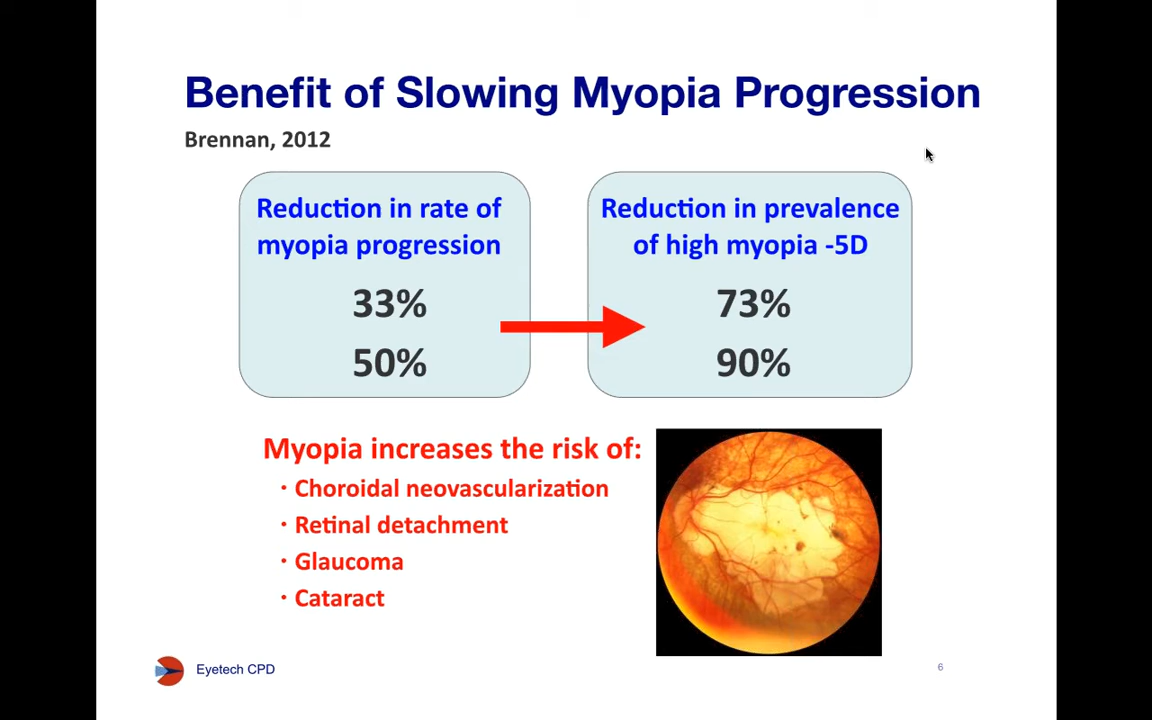 Benefit of Slowing Myopia Progression
Brennan, 2012
Reduction in rate of
myopia progression
33%
50%
Reduction in prevalence
of high myopia -5D
73%
90%
Myopia increases the risk of:
· Choroidal neovascularization
· Retinal detachment
· Glaucoma
· Cataract
Eyetech CPD
6